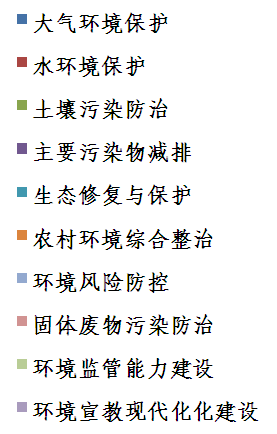 大气环境保护
水环境保护
土壤污染防治
主要污染物减排
生态修复与保护
农村环境综合整治
环境风险防控
固体废物污染防治
环境监管能力建设
环境宣教现代化化建设